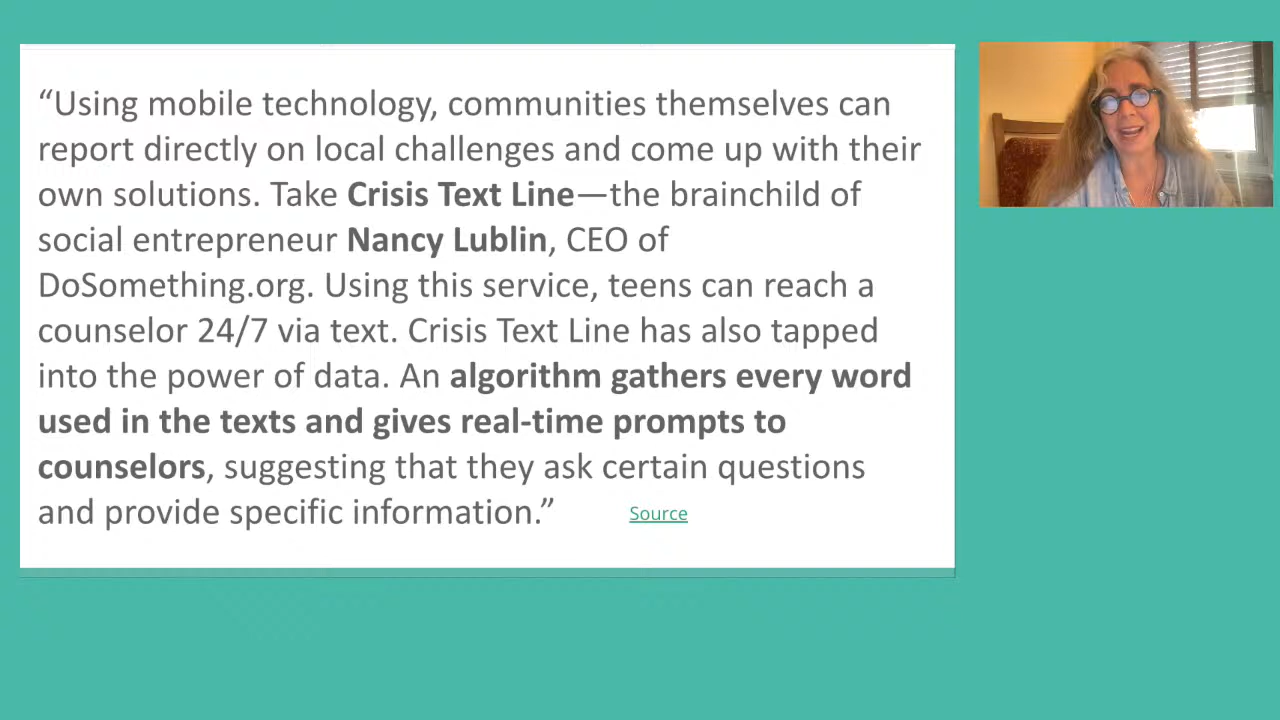 “Using mobile technology, communities themselves can
report directly on local challenges and come up with their
own solutions. Take Crisis Text Line—the brainchild of
social entrepreneur Nancy Lublin, CEO of
DoSomething.org. Using this service, teens can reach a
counselor 24/7 via text. Crisis Text Line has also tapped
into the power of data. An algorithm gathers every word
used in the texts and gives real-time prompts to
counselors, suggesting that they ask certain questions
and provide specific information.” Source